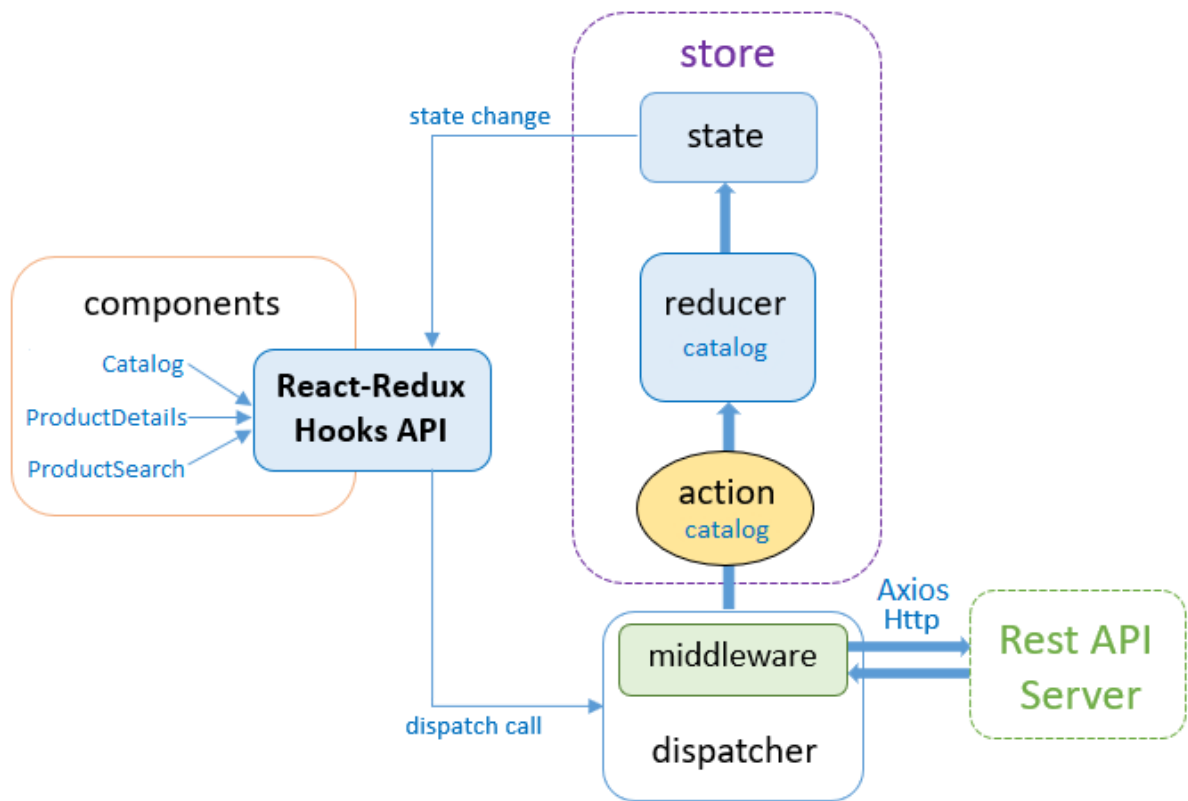 store
state change
state
components
reducer
catalog
Catalog
React-Redux
Hooks API
ProductDetails
ProductSearch
action
catalog
Axios
Http
middleware
Rest API
Server
dispatch call
dispatcher